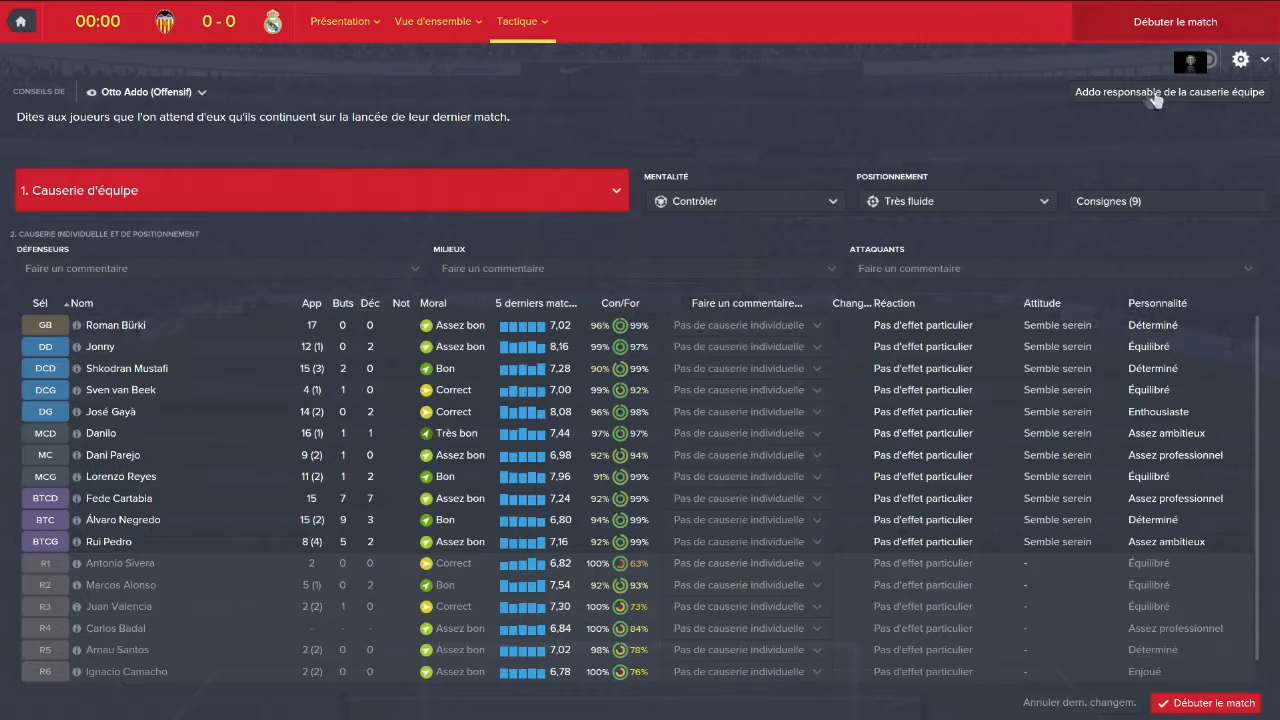 00:00 0 - 0 Présentation Vue d'ensemble Tactique Débuter le match
CONSEILS DE Otto Addo (Offensif) Addo responsable de la causerie équipe
Dites aux joueurs que l'on attend d'eux qu'ils continuent sur la lancée de leur dernier match.
MENTALITÉ POSITIONNEMENT
1. Causerie d'équipe Contrôler Très fluide Consignes (9)
2. CAUSERIE INDIVIDUELLE ET DE POSITIONNEMENT
DÉFENSEURS MILIEUX ATTAQUANTS
Faire un commentaire Faire un commentaire Faire un commentaire
Sél Nom App Buts Déc Not Moral 5 derniers matc... Con/For Faire un commentaire... Chang... Réaction Attitude Personnalité
GB Roman Bürki 17 0 0 Assez bon 7,02 96% 99% Pas de causerie individuelle Pas d'effet particulier Semble serein Déterminé
DD Jonny 12 (1) 0 2 Assez bon 8,16 99% 97% Pas de causerie individuelle Pas d'effet particulier Semble serein Équilibré
DCD Shkodran Mustafi 15 (3) 2 0 Bon 7,28 90% 99% Pas de causerie individuelle Pas d'effet particulier Semble serein Déterminé
DCG Sven van Beek 4 (1) 1 0 Correct 7,00 99% 92% Pas de causerie individuelle Pas d'effet particulier Semble serein Équilibré
DG José Gayà 14 (2) 0 2 Correct 8,08 96% 98% Pas de causerie individuelle Pas d'effet particulier Semble serein Enthousiaste
MCD Danilo 16 (1) 1 1 Très bon 7,44 97% 97% Pas de causerie individuelle Pas d'effet particulier Semble serein Assez ambitieux
MC Dani Parejo 9 (2) 1 0 Assez bon 6,98 92% 94% Pas de causerie individuelle Pas d'effet particulier Semble serein Assez professionnel
MCG Lorenzo Reyes 11 (2) 1 2 Bon 7,96 91% 99% Pas de causerie individuelle Pas d'effet particulier Semble serein Équilibré
BTCD Fede Cartabia 15 7 7 Assez bon 7,24 92% 99% Pas de causerie individuelle Pas d'effet particulier Semble serein Assez professionnel
BTC Álvaro Negredo 15 (2) 9 3 Bon 6,80 94% 99% Pas de causerie individuelle Pas d'effet particulier Semble serein Déterminé
BTCG Rui Pedro 8 (4) 5 2 Assez bon 7,16 92% 99% Pas de causerie individuelle Pas d'effet particulier Semble serein Assez ambitieux
R1 Antonio Sivera 2 0 0 Correct 6,82 100% 63% Pas de causerie individuelle Pas d'effet particulier - Équilibré
R2 Marcos Alonso 5 (1) 0 2 Bon 7,54 92% 93% Pas de causerie individuelle Pas d'effet particulier - Équilibré
R3 Juan Valencia 2 (2) 1 0 Correct 7,30 100% 73% Pas de causerie individuelle Pas d'effet particulier - Équilibré
R4 Carlos Badal - - - Assez bon 6,84 100% 84% Pas de causerie individuelle Pas d'effet particulier - Assez professionnel
R5 Arnau Santos 2 (2) 0 0 Assez bon 7,02 98% 78% Pas de causerie individuelle Pas d'effet particulier - Déterminé
R6 Ignacio Camacho 2 (2) 0 0 Assez bon 6,78 100% 76% Pas de causerie individuelle Pas d'effet particulier - Enjoué
Annuler dern. changem. Débuter le match